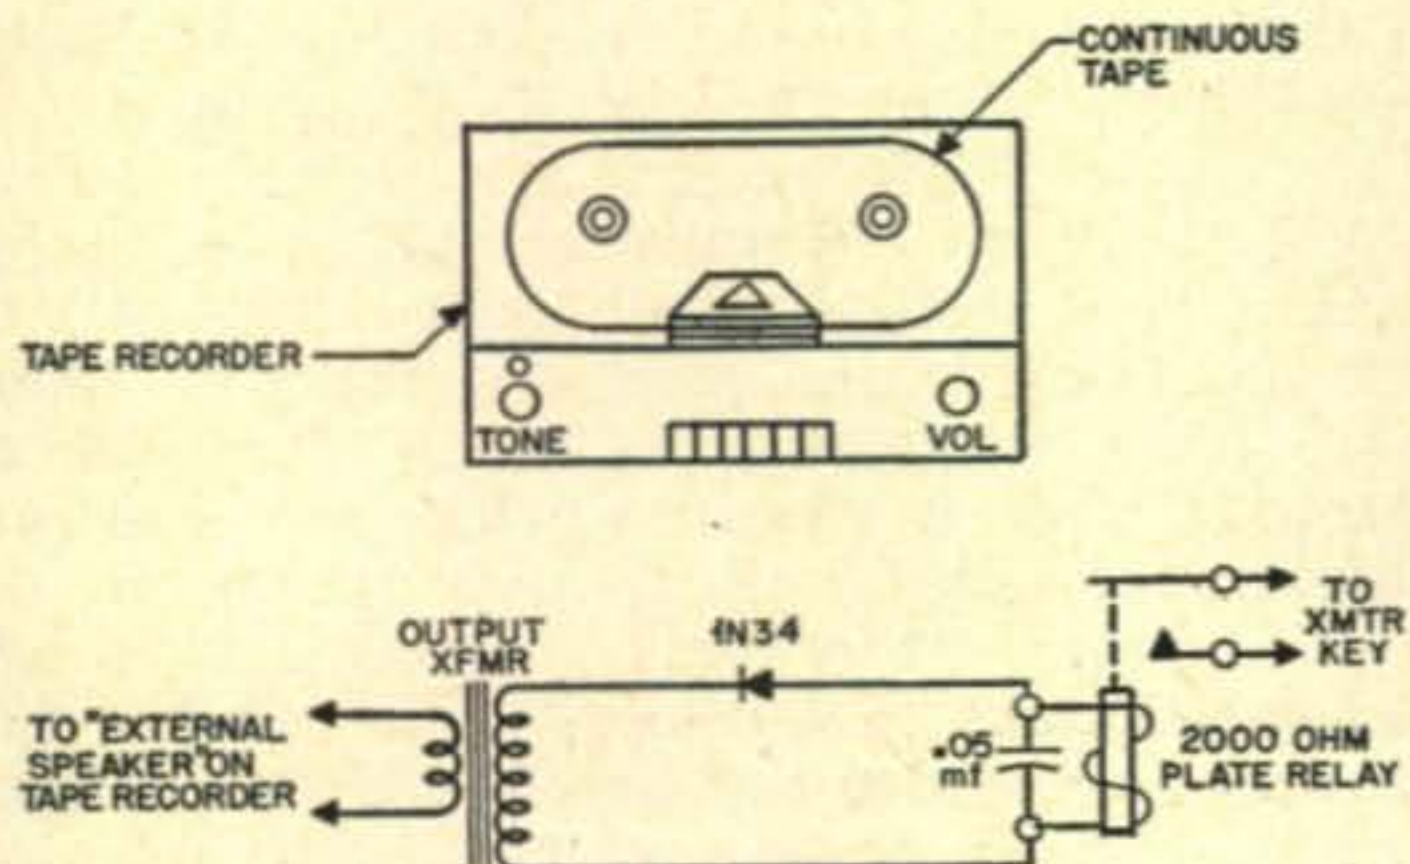 CONTINUOUS
TAPE
TAPE RECORDER
TONE
VOL
OUTPUT
XFMR
1N34
TO
XMTR
KEY
TO "EXTERNAL
SPEAKER" ON
TAPE RECORDER
.05
mf
2000 OHM
PLATE RELAY